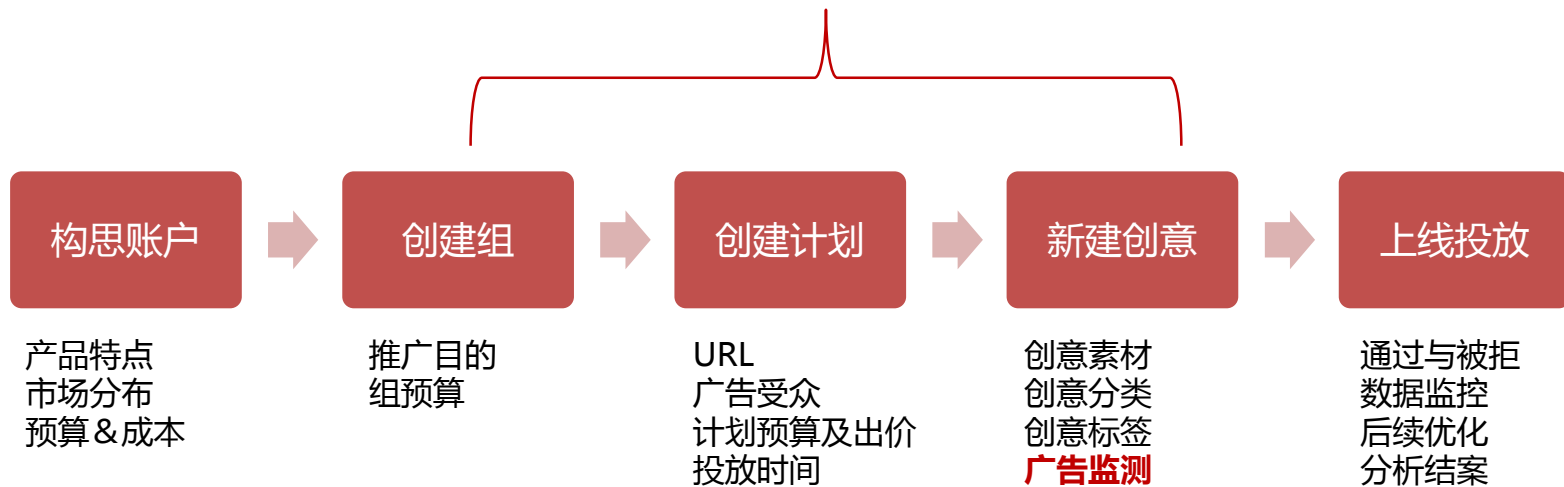 构思账户
创建组
创建计划
新建创意
上线投放
产品特点
市场分布
预算＆成本
推广目的
组预算
URL
广告受众
计划预算及出价
投放时间
创意素材
创意分类
创意标签
广告监测
通过与被拒
数据监控
后续优化
分析结案